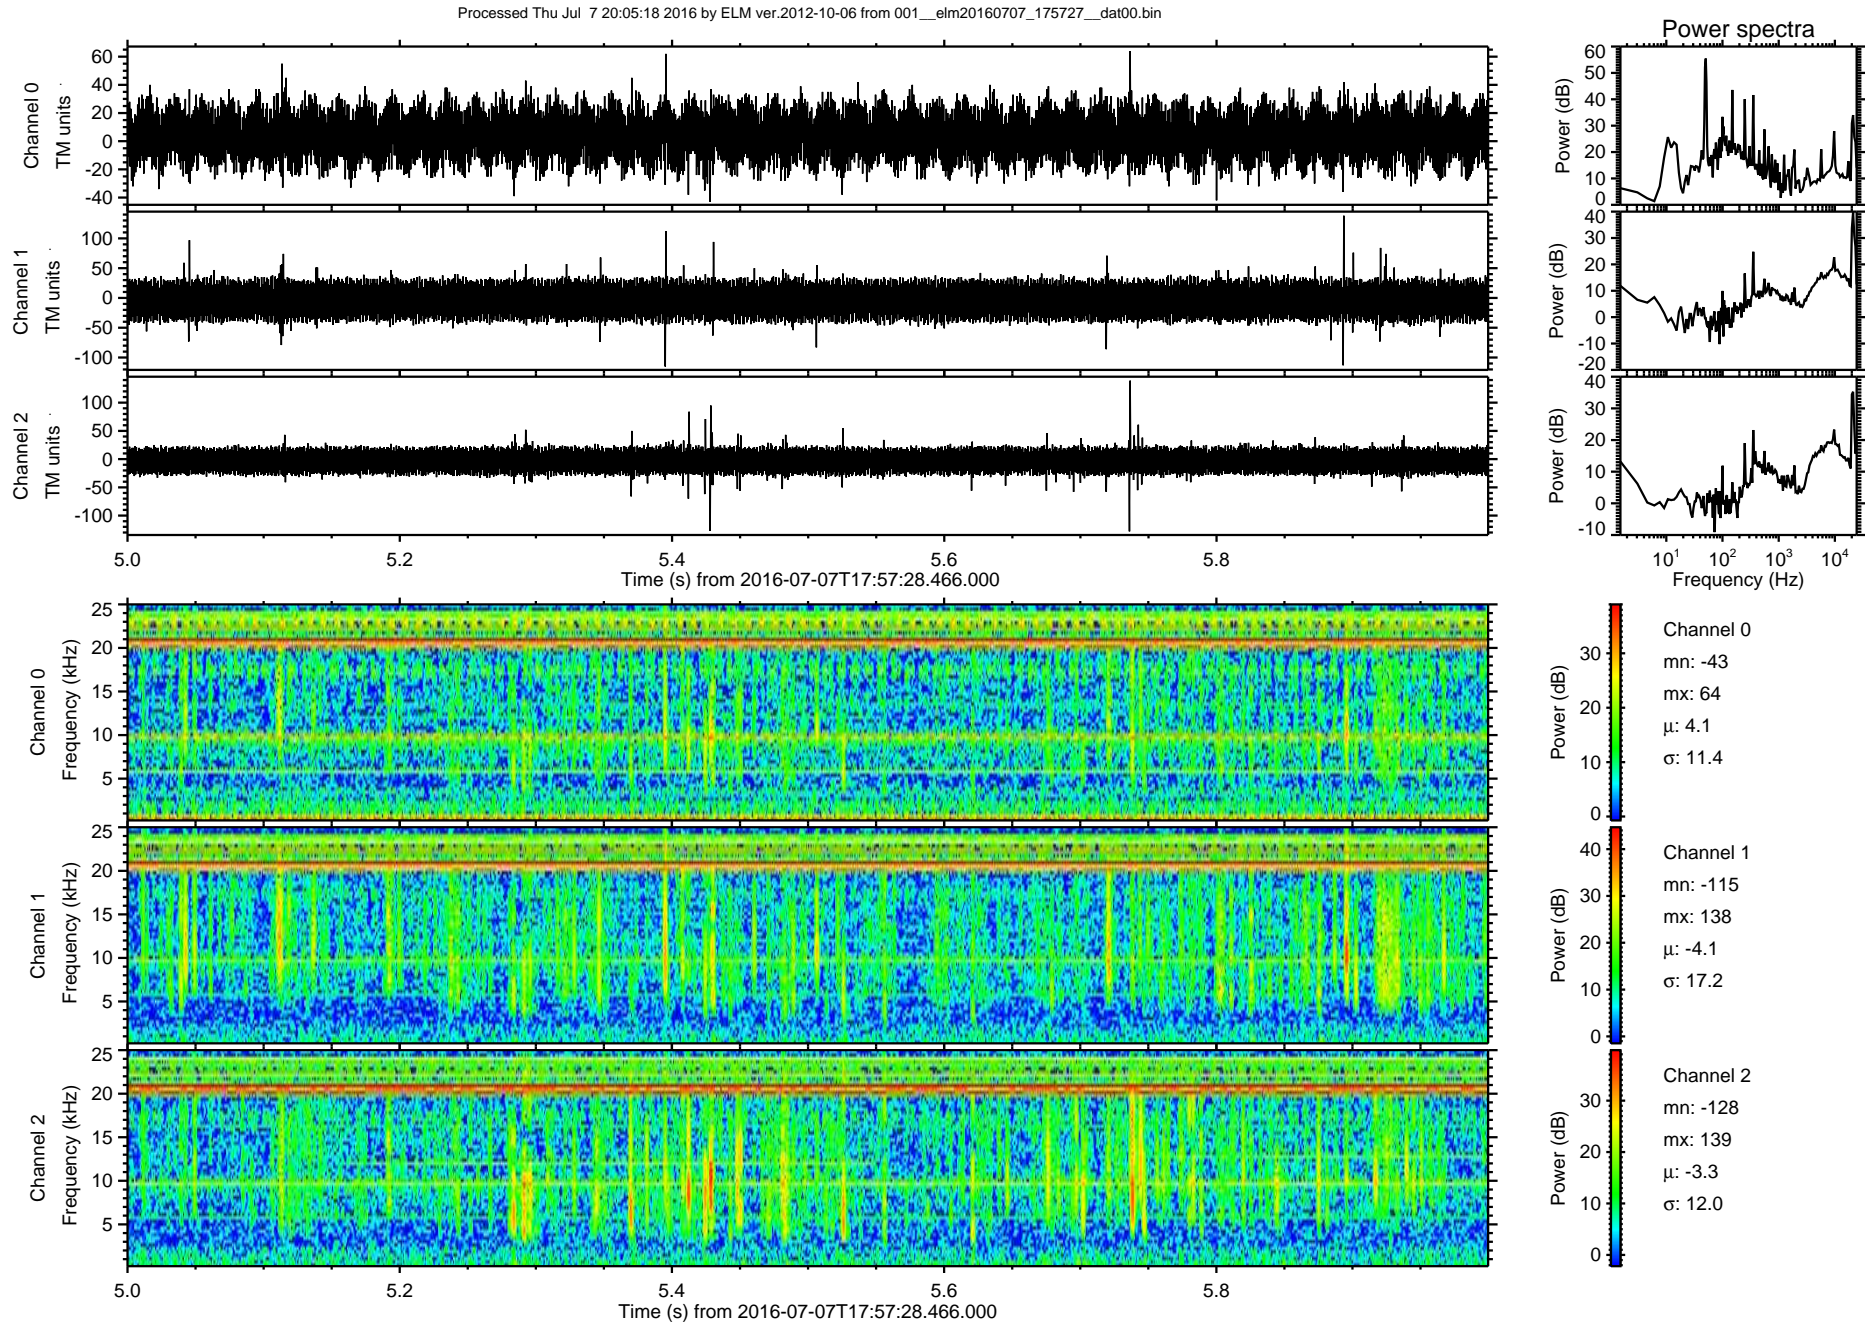 Processed Thu Jul  7 20:05:18 2016 by ELM ver.2012-10-06 from 001__elm20160707_175727__dat00.bin
Power spectra
Channel 0
TM units
60
40
20
0
-20
-40
Power (dB)
60
50
40
30
20
10
0
Channel 1
TM units
100
50
0
-50
-100
Power (dB)
40
30
20
10
0
-10
-20
Channel 2
TM units
100
50
0
-50
-100
Power (dB)
40
30
20
10
0
-10
5.0 5.2 5.4 5.6 5.8
Time (s) from 2016-07-07T17:57:28.466.000
10^1 10^2 10^3 10^4
Frequency (Hz)
Channel 0
Frequency (kHz)
25
20
15
10
5
Power (dB)
30
20
10
0
Channel 0
mn: -43
mx: 64
μ: 4.1
σ: 11.4
Channel 1
Frequency (kHz)
25
20
15
10
5
Power (dB)
40
30
20
10
0
Channel 1
mn: -115
mx: 138
μ: -4.1
σ: 17.2
Channel 2
Frequency (kHz)
25
20
15
10
5
Power (dB)
30
20
10
0
Channel 2
mn: -128
mx: 139
μ: -3.3
σ: 12.0
5.0 5.2 5.4 5.6 5.8
Time (s) from 2016-07-07T17:57:28.466.000